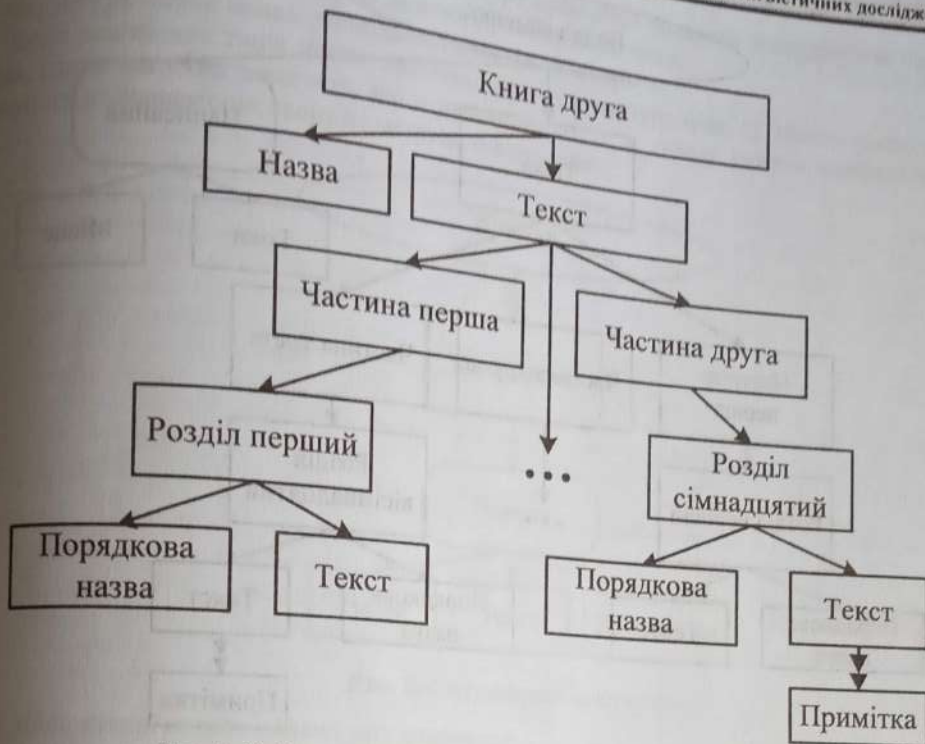 Книга друга
Назва
Текст
Частина перша
Частина друга
Розділ перший
...
Розділ
сімнадцятий
Порядкова
назва
Текст
Порядкова
назва
Текст
Примітка